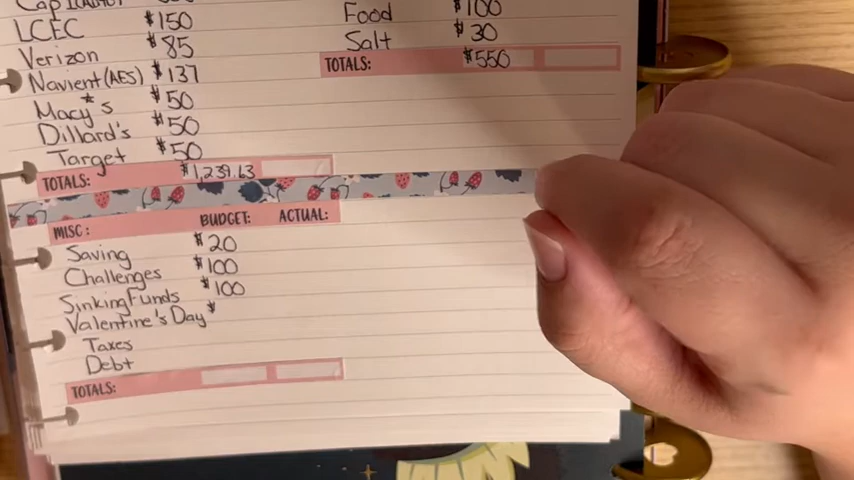 LCEC $150
Verizon $85
Navient (AES) $137
Macy's $50
Dillard's $50
Target $50
TOTALS: $1,239.63
Food $100
Salt $30
TOTALS: $550
MISC: BUDGET: ACTUAL:
Saving $20
Challenges $100
Sinking Funds $100
Valentine's Day $
Taxes
Debt
TOTALS: